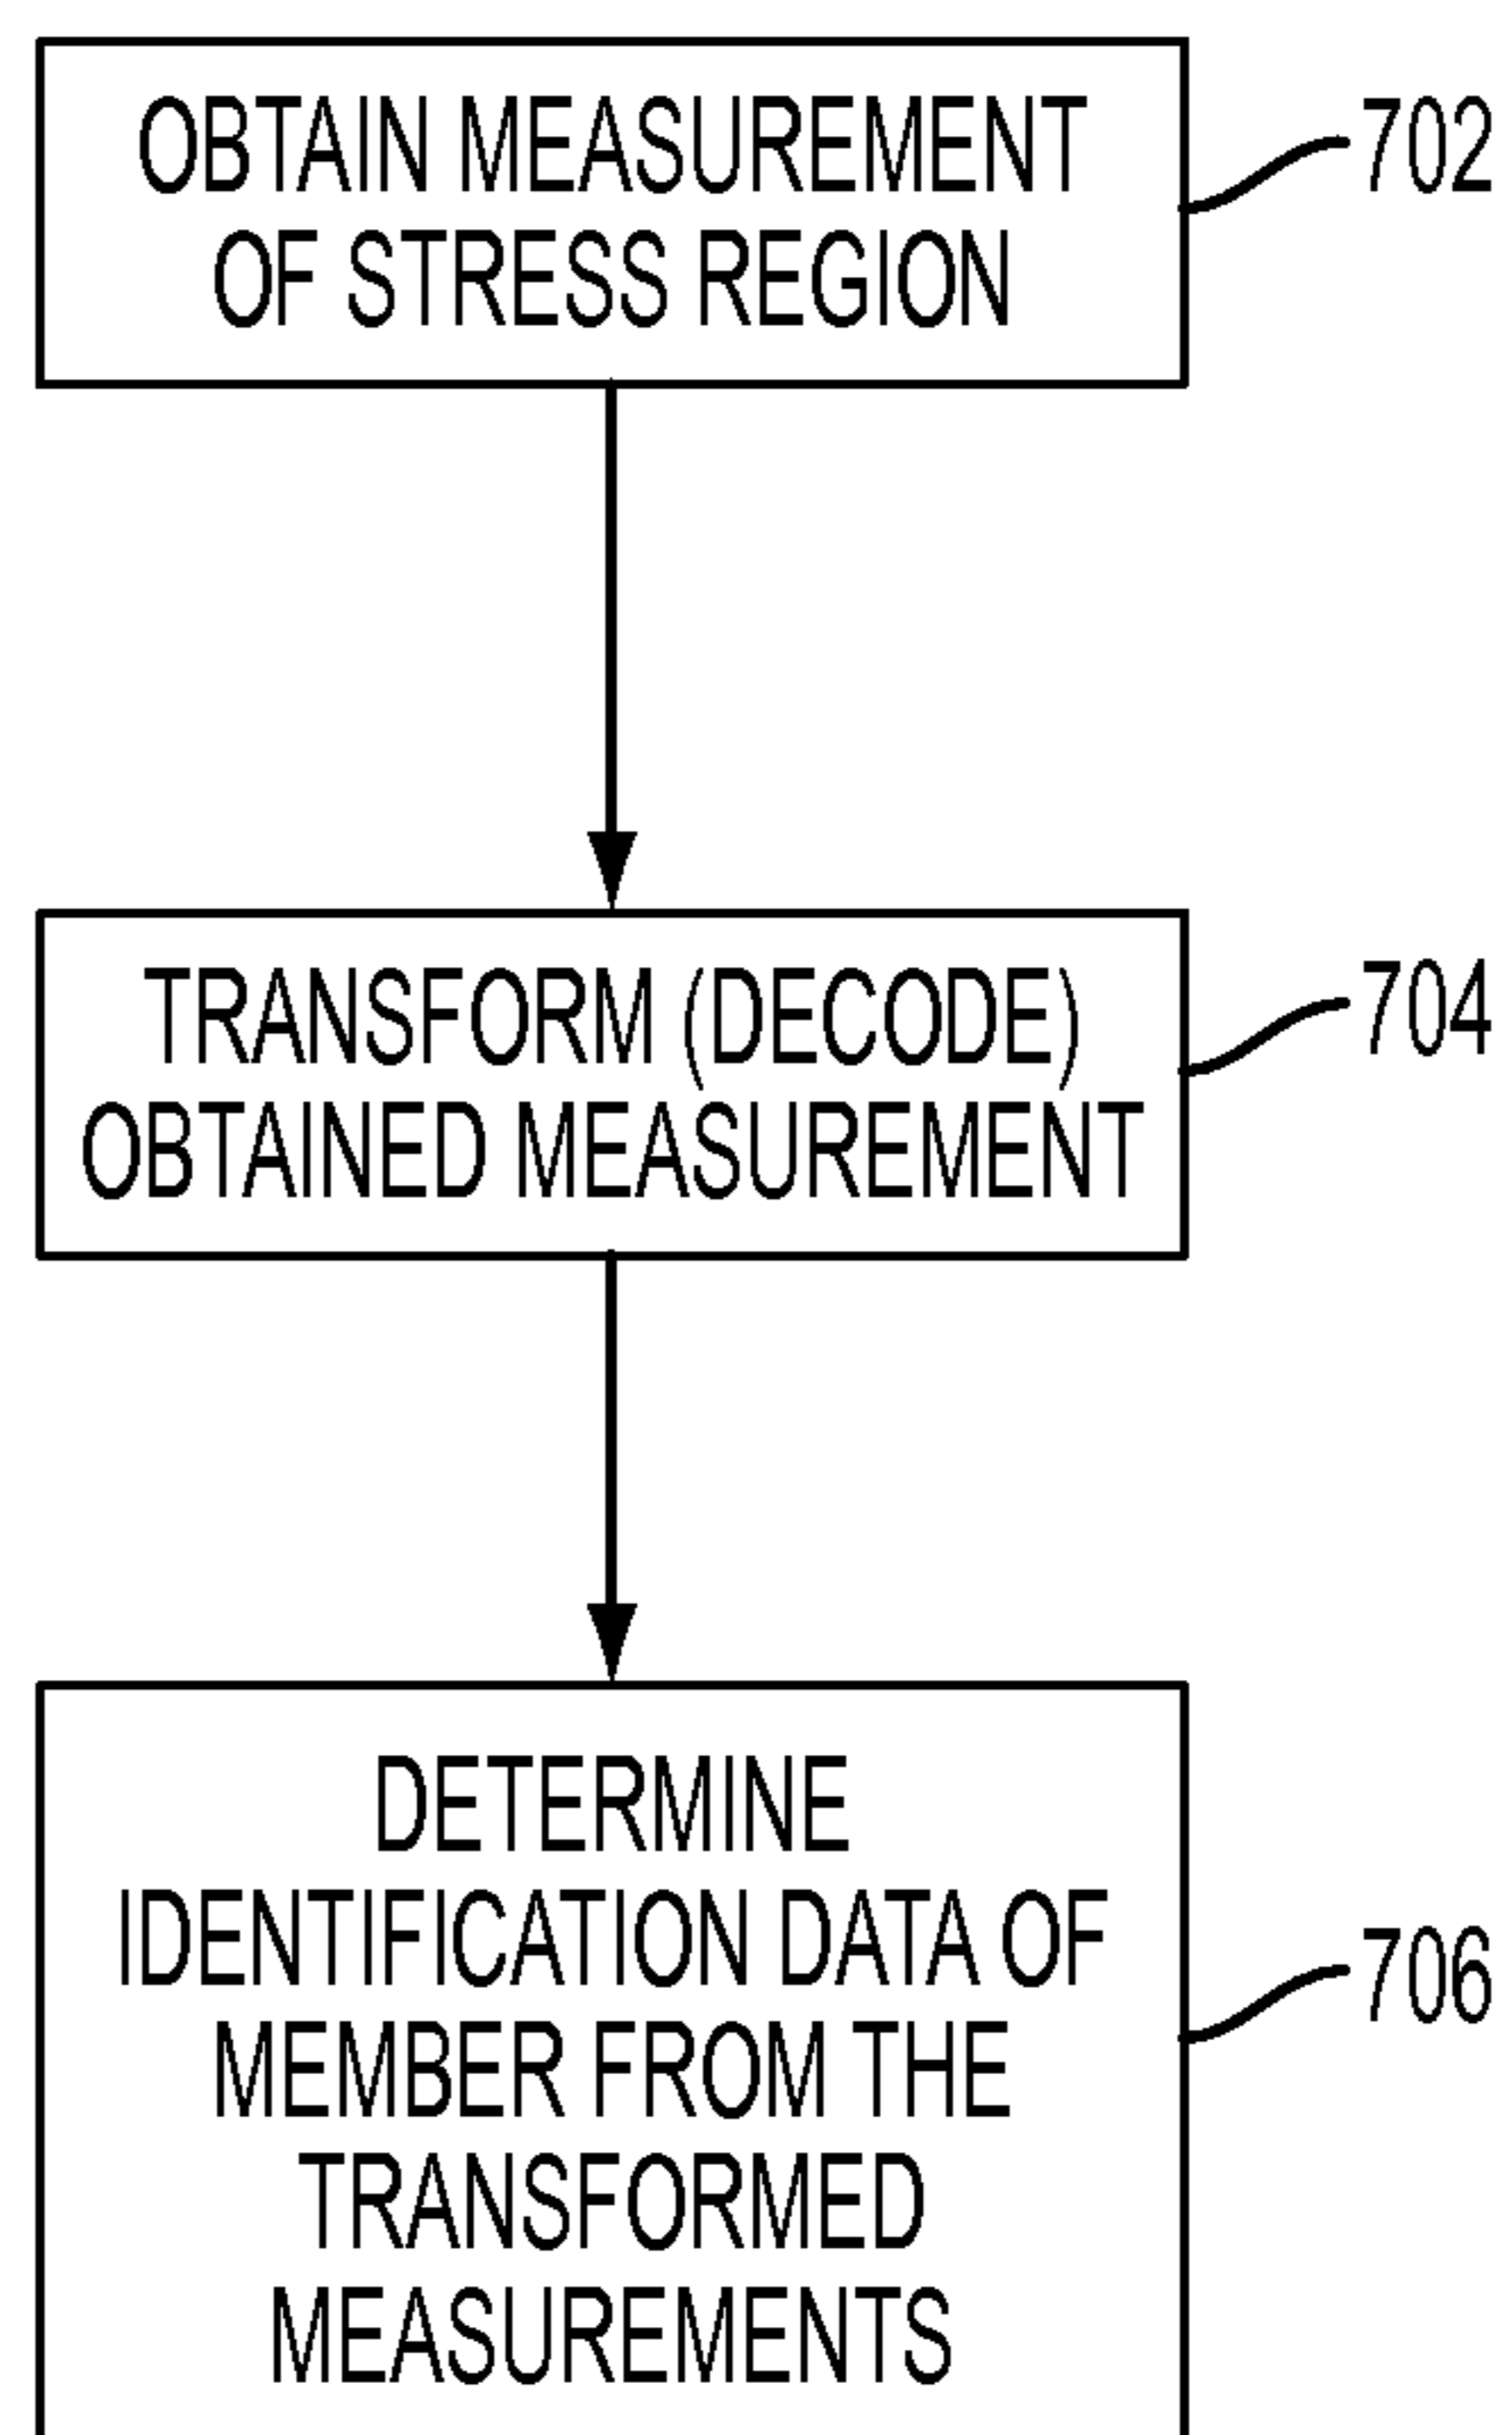 OBTAIN MEASUREMENT
OF STRESS REGION
702
TRANSFORM (DECODE)
OBTAINED MEASUREMENT
704
DETERMINE
IDENTIFICATION DATA OF
MEMBER FROM THE
TRANSFORMED
MEASUREMENTS
706